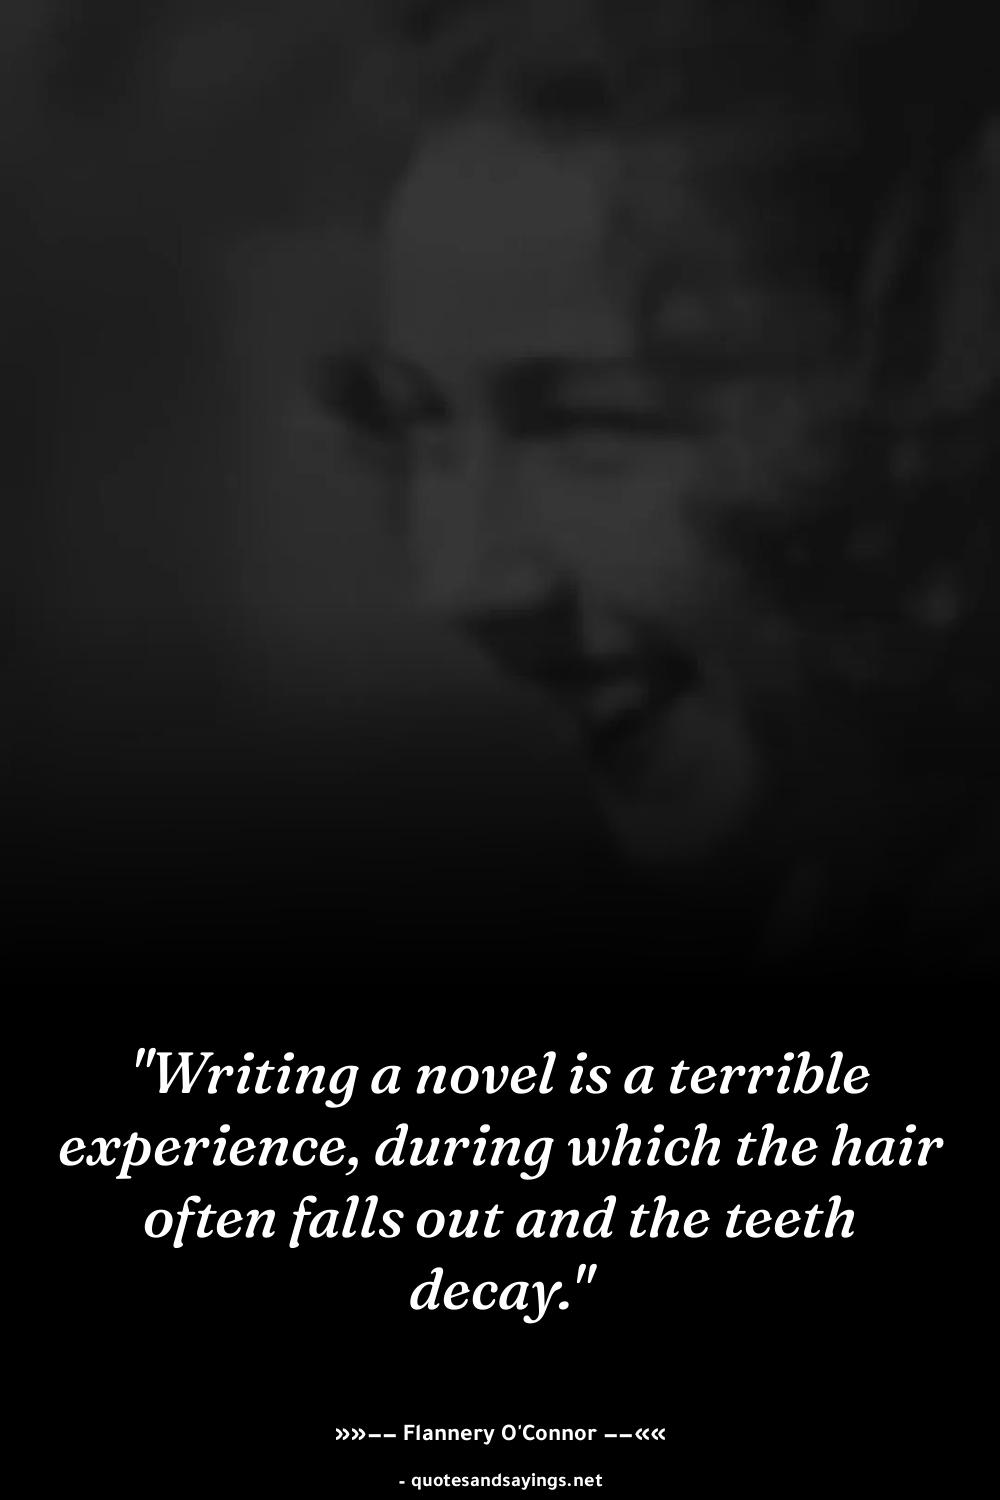 "Writing a novel is a terrible
experience, during which the hair
often falls out and the teeth
decay."
»»–– Flannery O'Connor ––««
- quotesandsayings.net